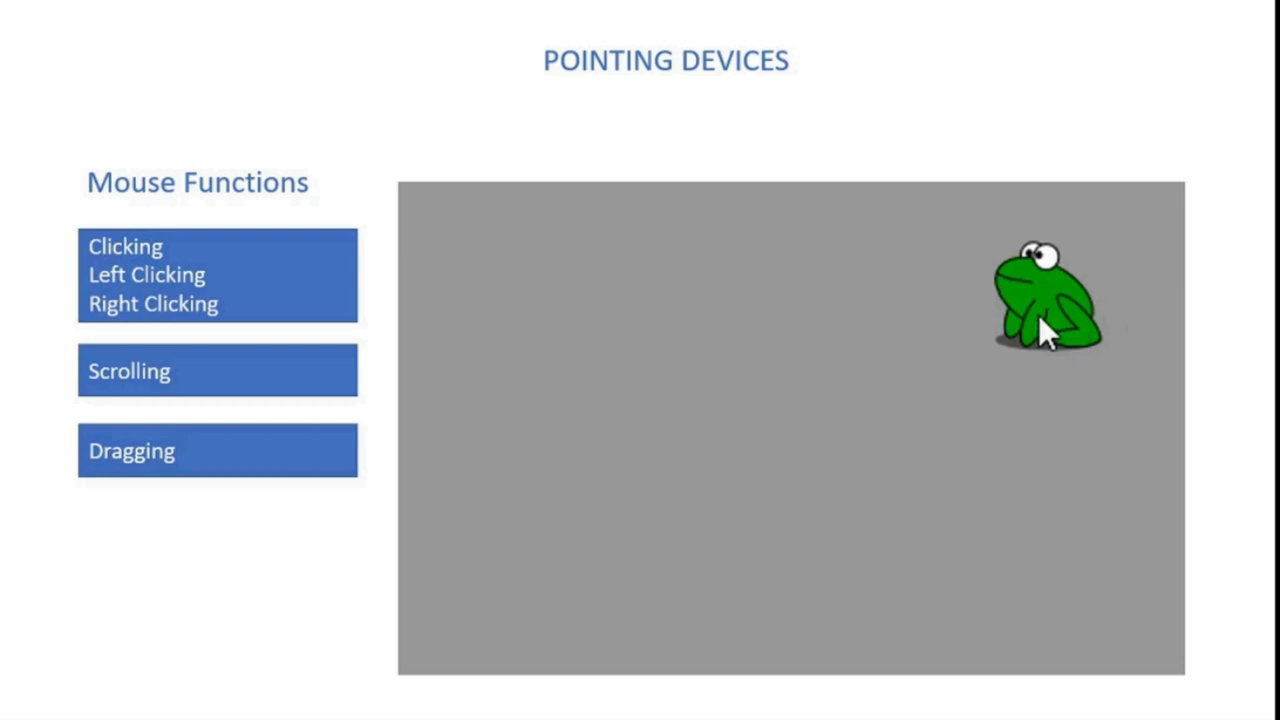 POINTING DEVICES
Mouse Functions
Clicking
Left Clicking
Right Clicking
Scrolling
Dragging